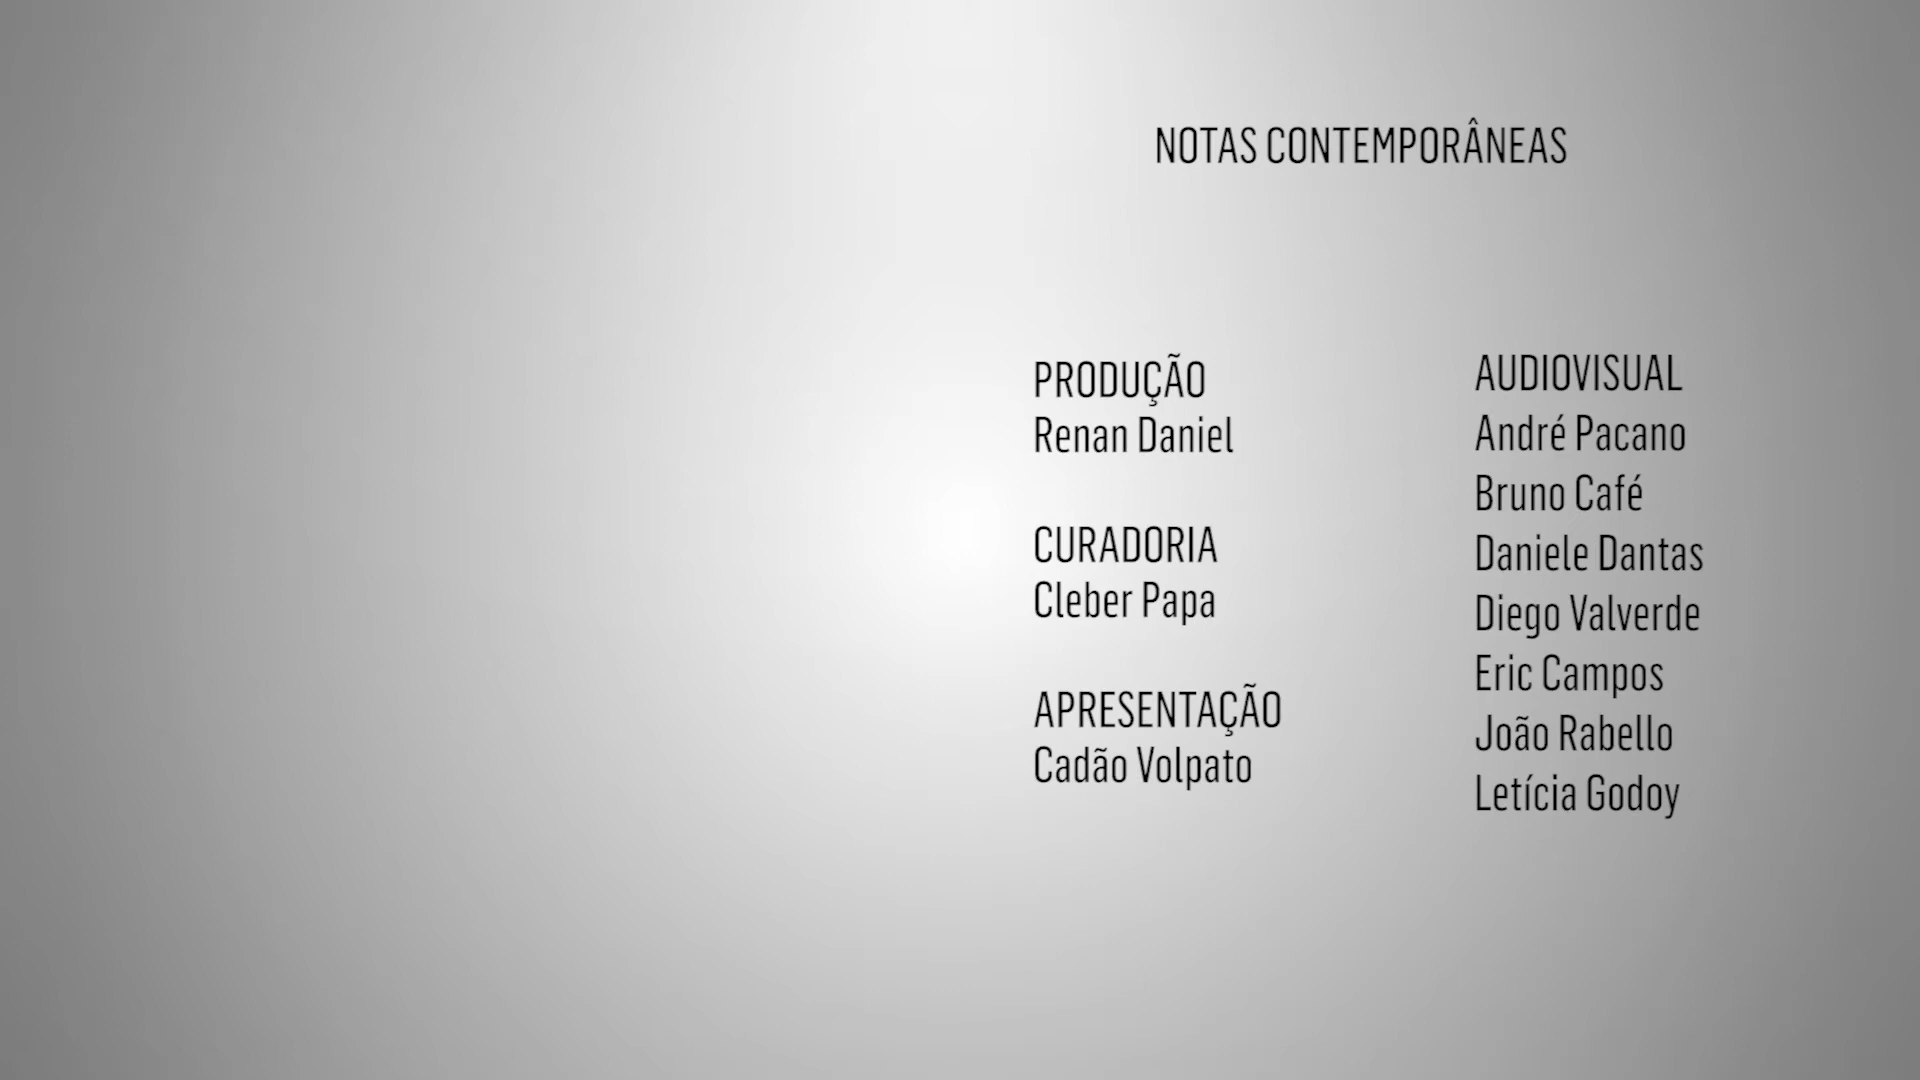 NOTAS CONTEMPORÂNEAS
PRODUÇÃO
Renan Daniel
CURADORIA
Cleber Papa
APRESENTAÇÃO
Cadão Volpato
AUDIOVISUAL
André Pacano
Bruno Café
Daniele Dantas
Diego Valverde
Eric Campos
João Rabello
Letícia Godoy